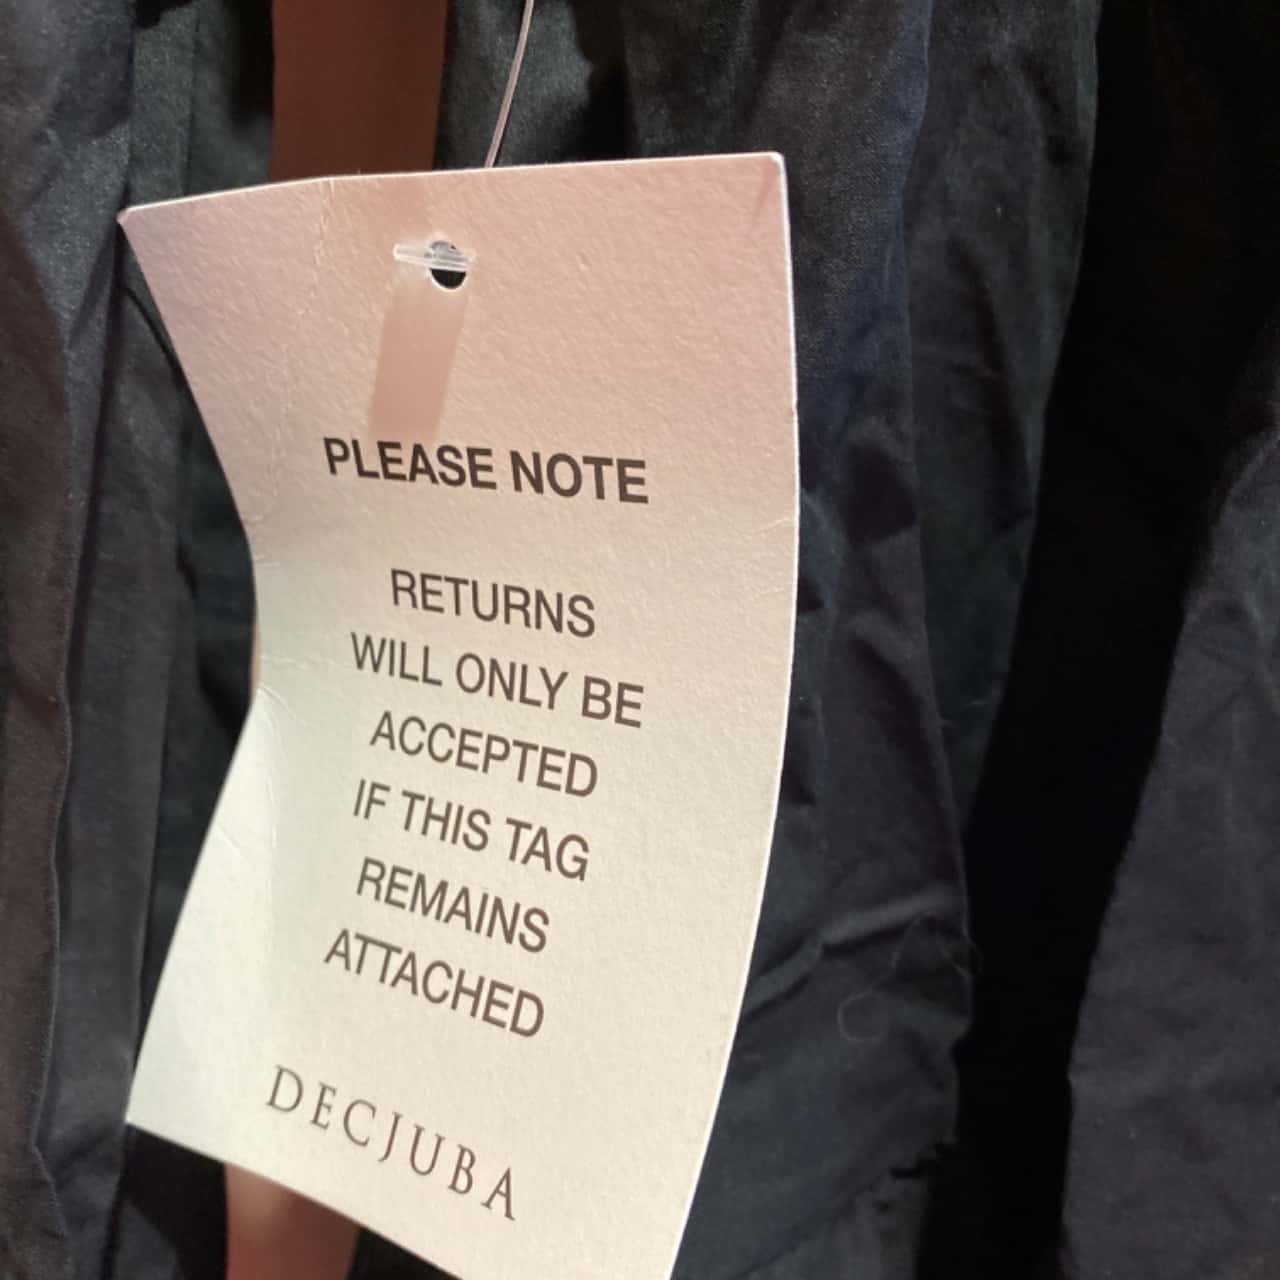 PLEASE NOTE
RETURNS
WILL ONLY BE
ACCEPTED
IF THIS TAG
REMAINS
ATTACHED
DECJUBA